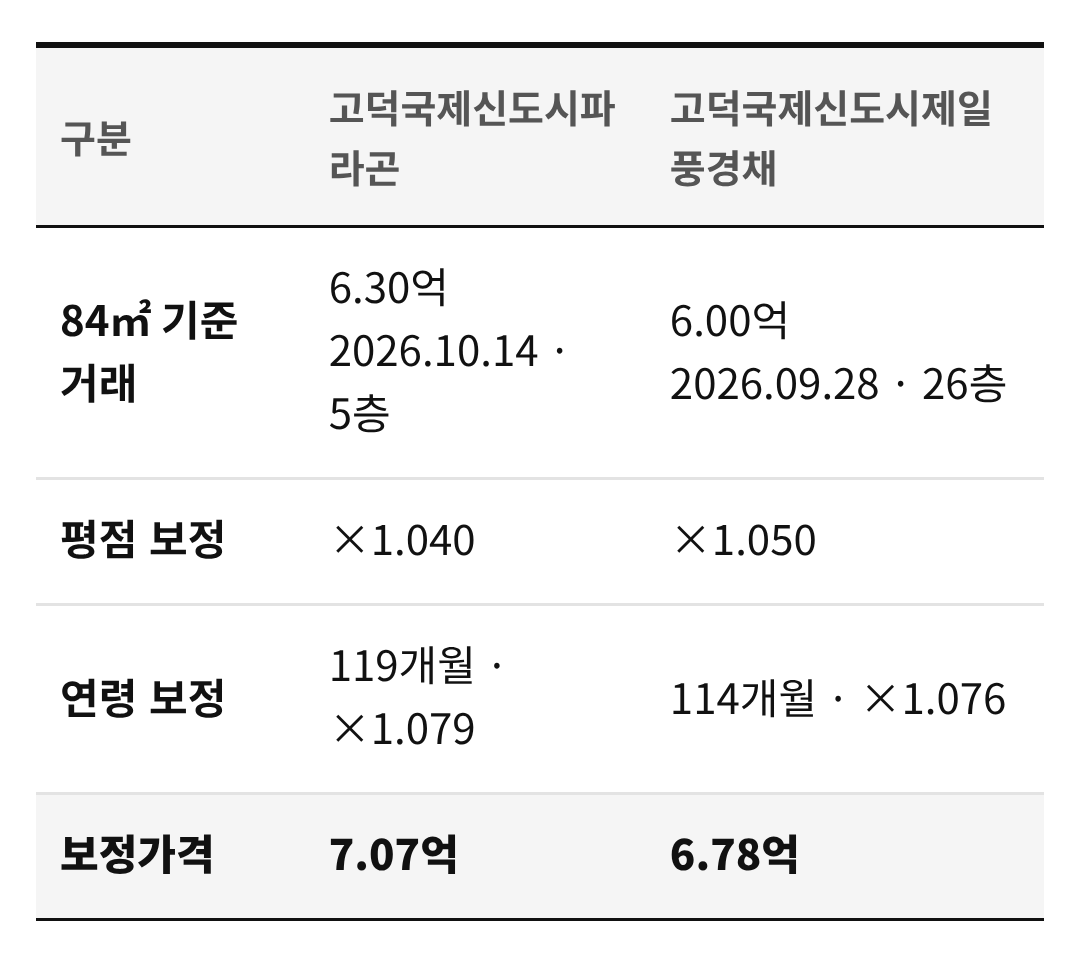 구분
고덕국제신도시파
라곤
고덕국제신도시제일
풍경채
84㎡ 기준
거래
6.30억
2026.10.14 ·
5층
6.00억
2026.09.28 · 26층
평점 보정
×1.040
×1.050
연령 보정
119개월 ·
×1.079
114개월 · ×1.076
보정가격
7.07억
6.78억